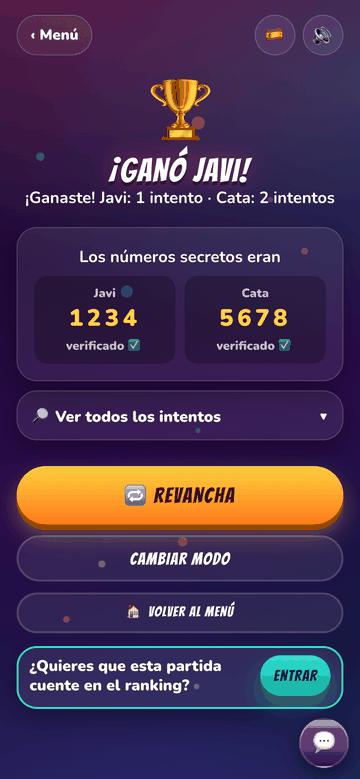 ‹ Menú
¡GANÓ JAVI!
¡Ganaste! Javi: 1 intento · Cata: 2 intentos
Los números secretos eran
Javi
1234
verificado ✅
Cata
5678
verificado ✅
Ver todos los intentos ▼
REVANCHA
CAMBIAR MODO
VOLVER AL MENÚ
¿Quieres que esta partida
cuente en el ranking?
ENTRAR